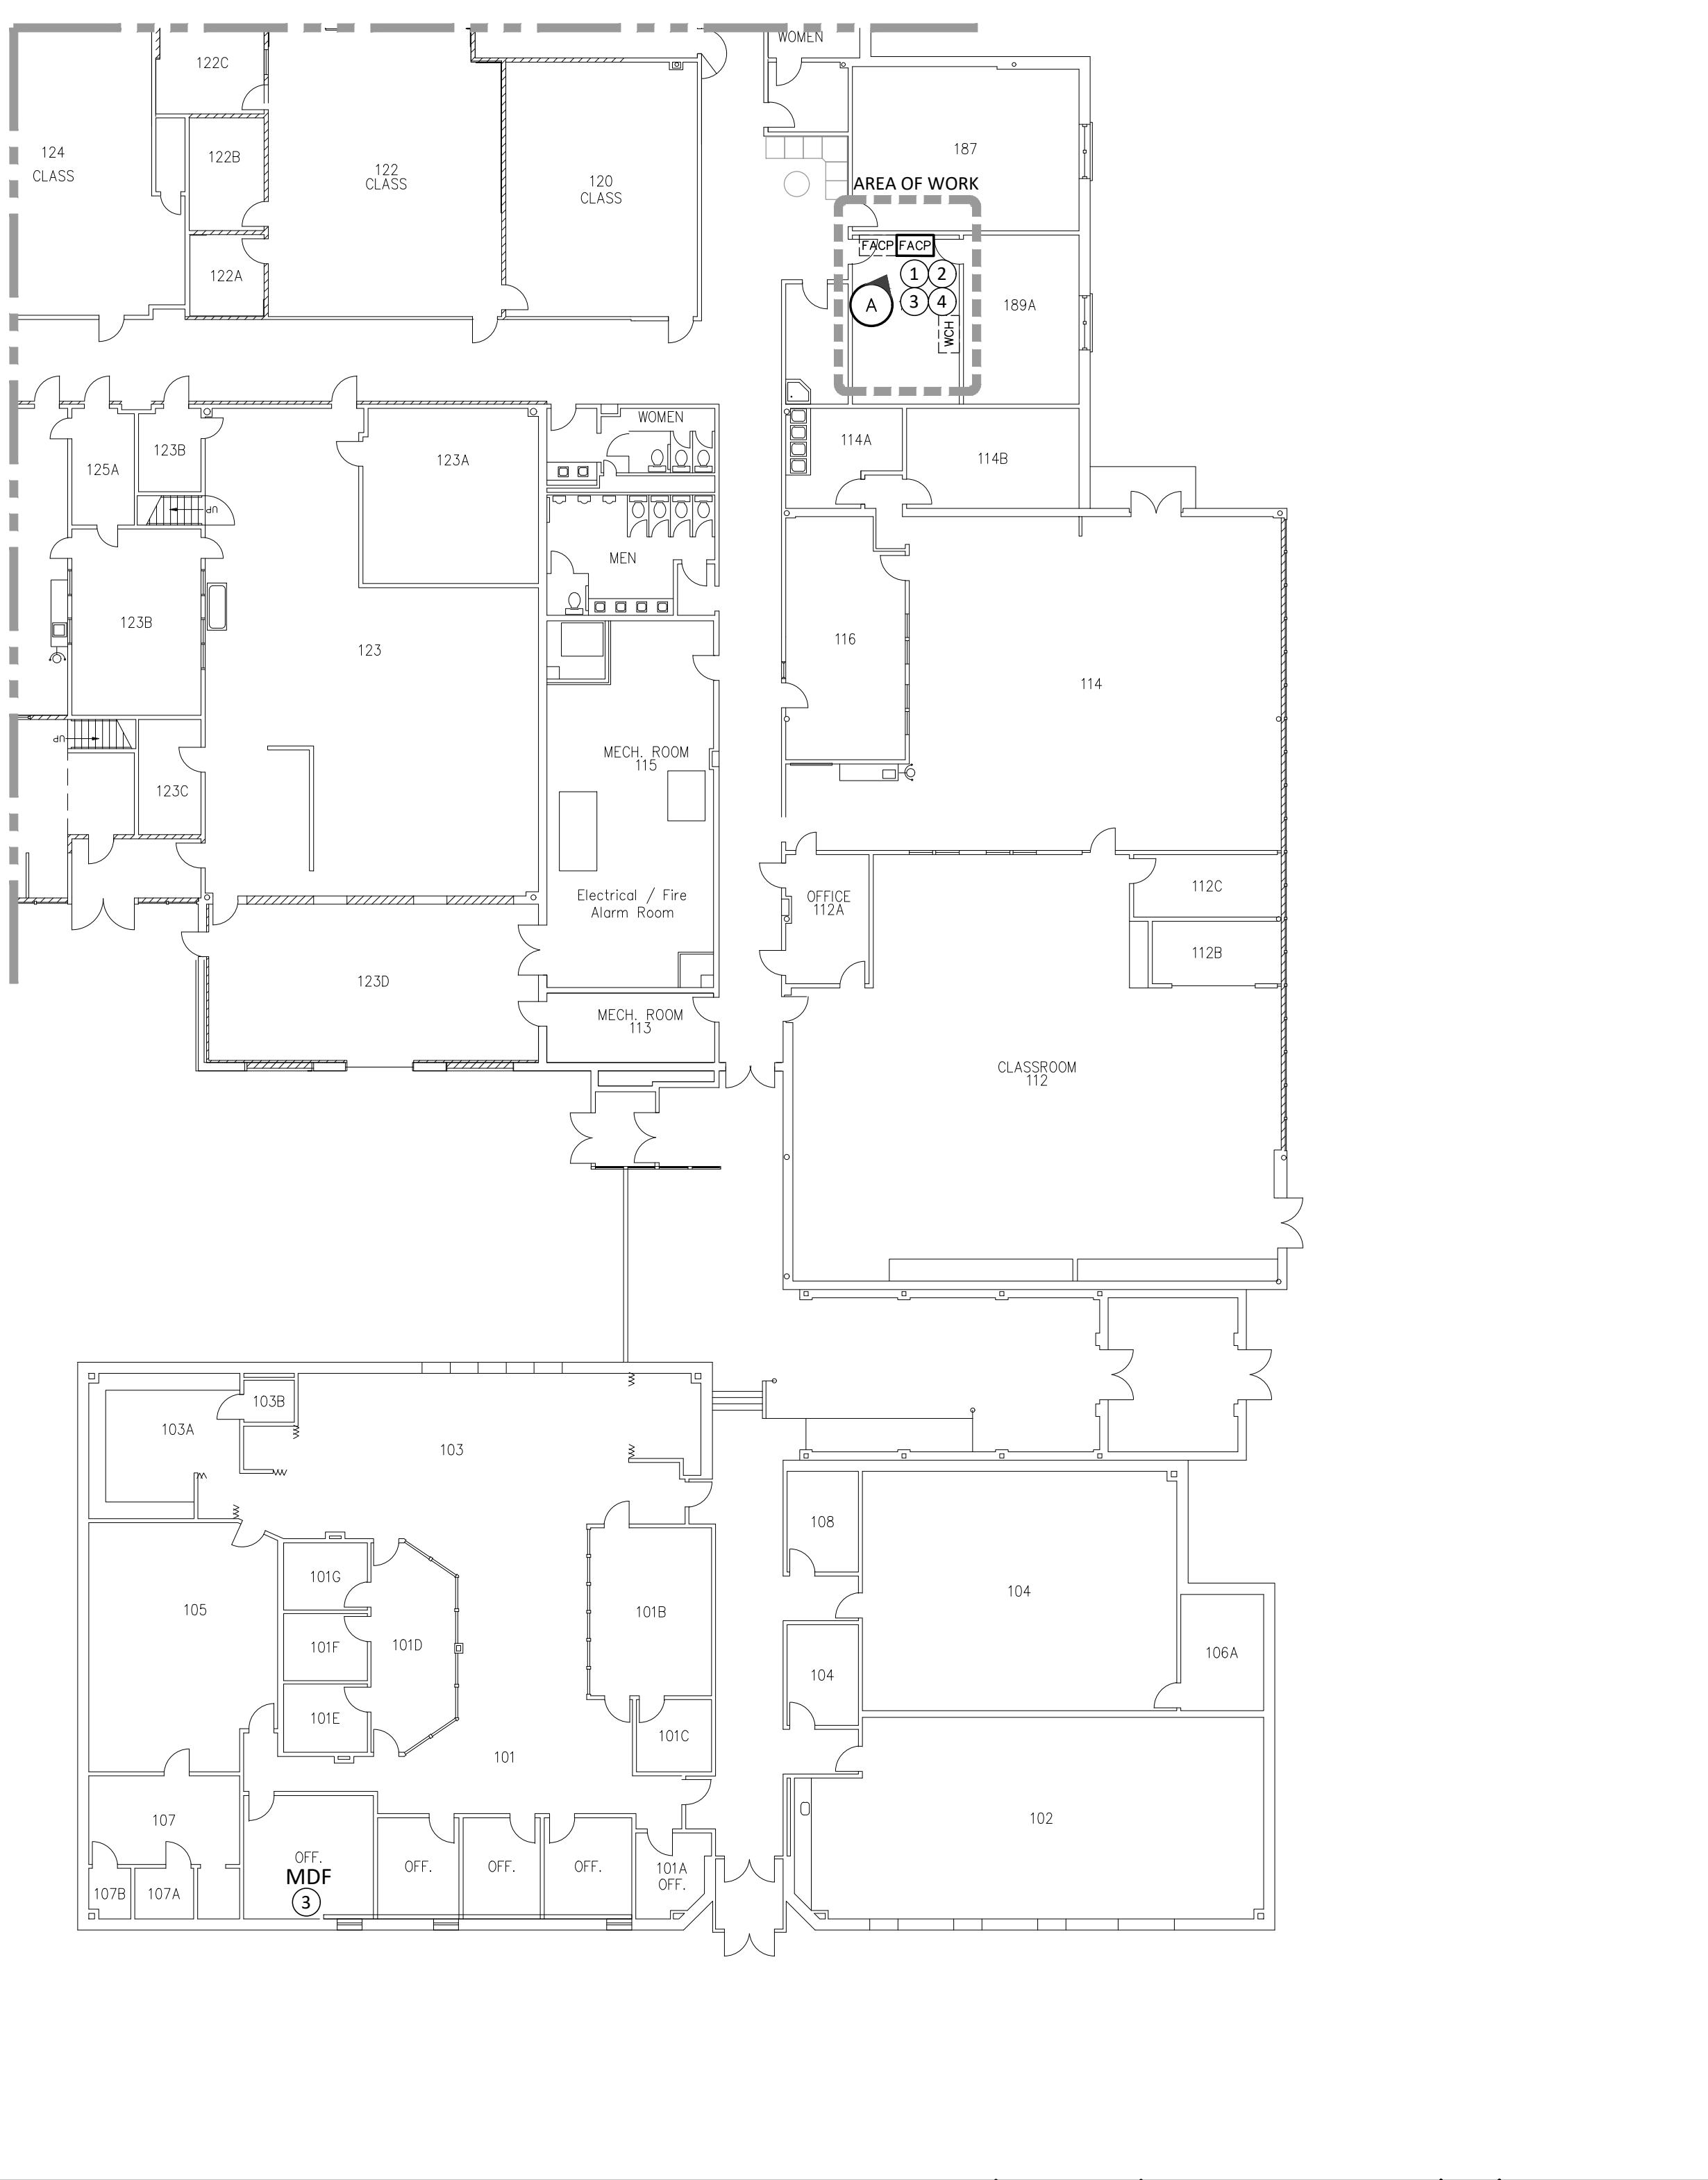 WOMEN
122C
124
CLASS
122B
122
CLASS
120
CLASS
187
AREA OF WORK
122A
FACP
FACP
1
2
3
4
A
WCH
189A
WOMEN
123B
125A
123A
114A
114B
UP
MEN
123B
123
116
114
UP
MECH. ROOM
115
123C
Electrical / Fire
Alarm Room
OFFICE
112A
112C
112B
123D
MECH. ROOM
113
CLASSROOM
112
103B
103A
103
108
101G
105
101B
104
101F
101D
104
106A
101E
101C
101
107
102
OFF.
MDF
3
OFF.
OFF.
OFF.
101A
OFF.
107B
107A